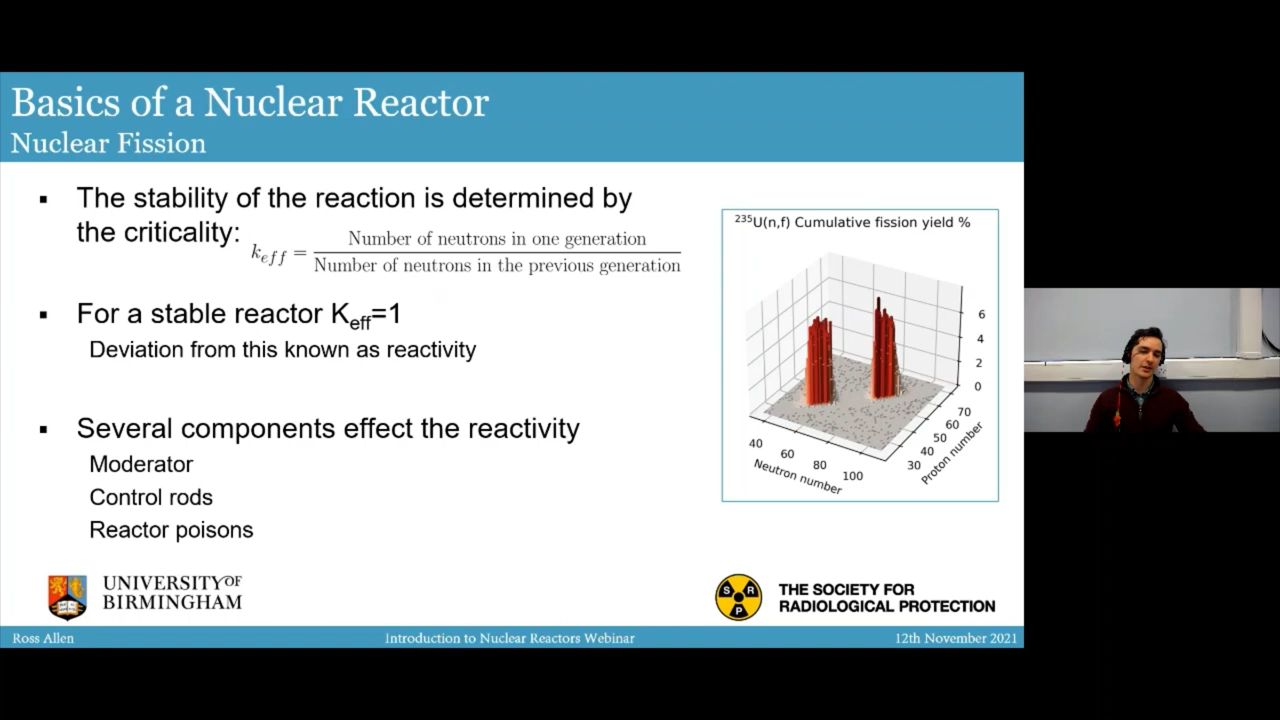 Basics of a Nuclear Reactor
Nuclear Fission
▪ The stability of the reaction is determined by
the criticality:
k_eff = Number of neutrons in one generation / Number of neutrons in the previous generation
▪ For a stable reactor K_eff=1
Deviation from this known as reactivity
▪ Several components effect the reactivity
Moderator
Control rods
Reactor poisons
²³⁵U(n,f) Cumulative fission yield %
6
4
2
0
70
60
50
40
30
Proton number
40
60
80
100
Neutron number
UNIVERSITY OF
BIRMINGHAM
S R
P
THE SOCIETY FOR
RADIOLOGICAL PROTECTION
Ross Allen
Introduction to Nuclear Reactors Webinar
12th November 2021